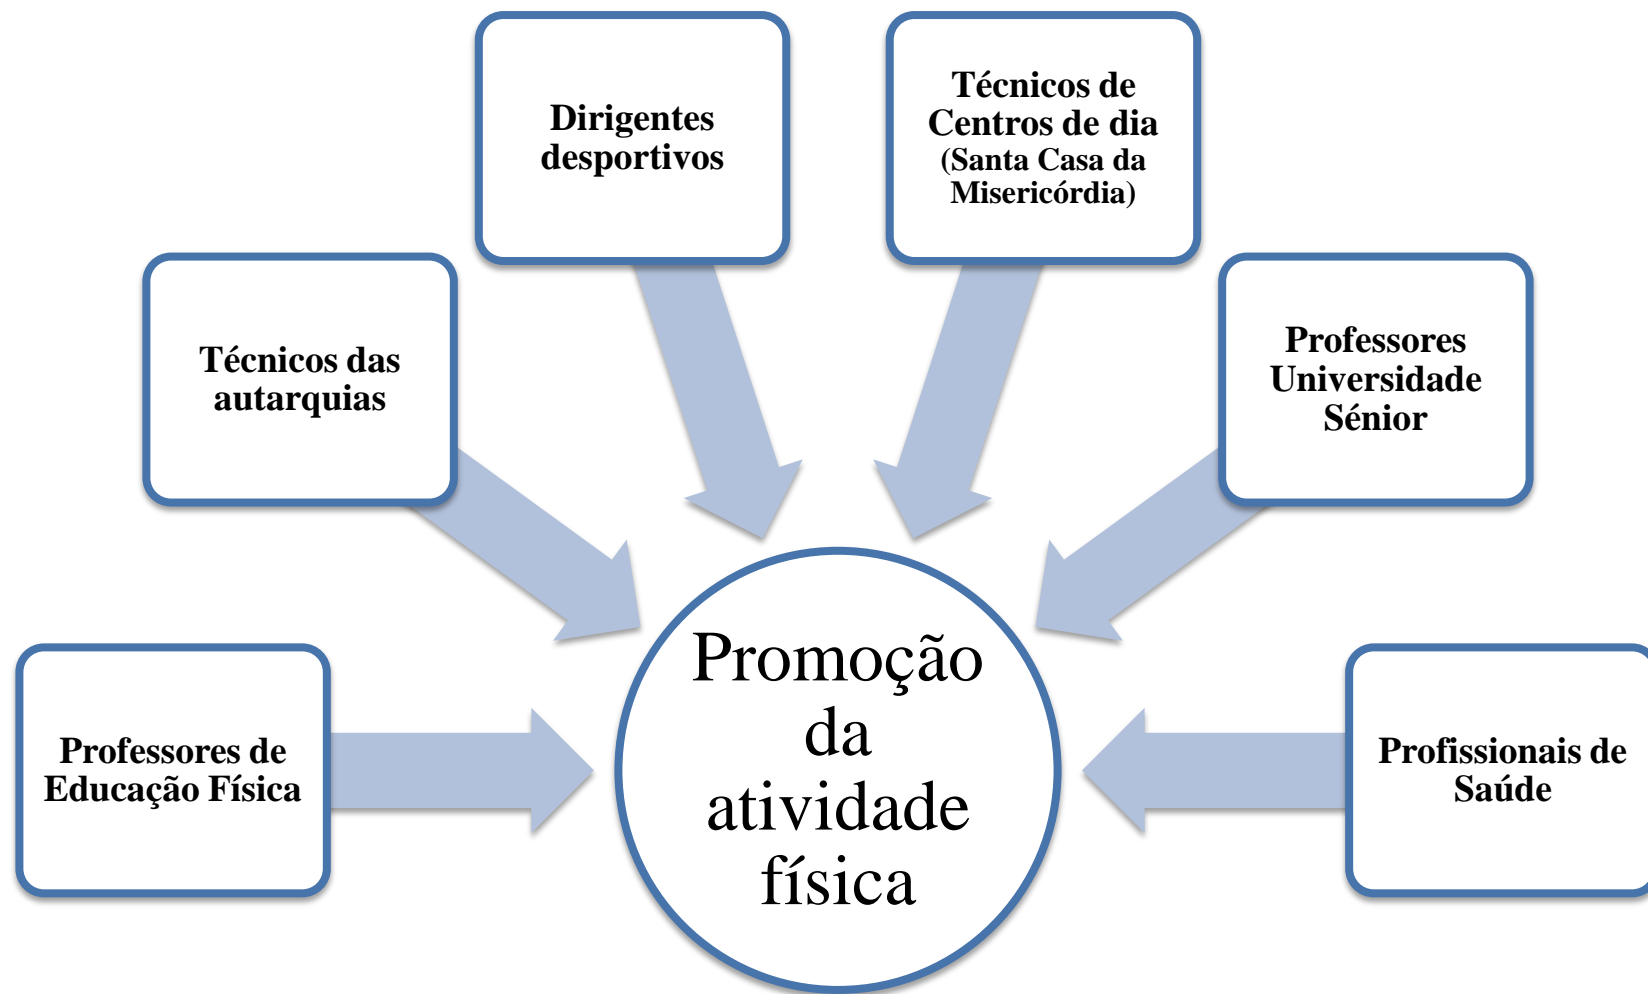 Dirigentes
desportivos
Técnicos de
Centros de dia
(Santa Casa da
Misericórdia)
Técnicos das
autarquias
Professores
Universidade
Sénior
Professores de
Educação Física
Promoção
da
atividade
física
Profissionais de
Saúde